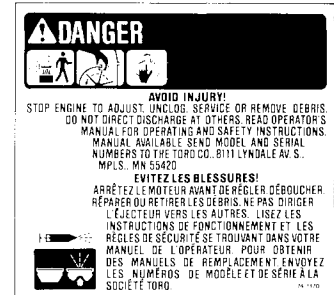 DANGER
AVOID INJURY!
STOP ENGINE TO ADJUST, UNCLOG, SERVICE OR REMOVE DEBRIS.
DO NOT DIRECT DISCHARGE AT OTHERS. READ OPERATOR'S
MANUAL FOR OPERATING AND SAFETY INSTRUCTIONS.
MANUAL AVAILABLE SEND MODEL AND SERIAL
NUMBERS TO THE TORO CO., 8111 LYNDALE AV. S.,
MPLS., MN 55420
EVITEZ LES BLESSURES!
ARRÊTEZ LE MOTEUR AVANT DE RÉGLER, DÉBOUCHER,
RÉPARER OU RETIRER LES DEBRIS. NE PAS DIRIGER
L'ÉJECTEUR VERS LES AUTRES. LISEZ LES
INSTRUCTIONS DE FONCTIONNEMENT ET LES
RÈGLES DE SÉCURITÉ SE TROUVANT DANS VOTRE
MANUEL DE L'OPÉRATEUR. POUR OBTENIR
DES MANUELS DE REMPLACEMENT, ENVOYEZ
LES NUMÉROS DE MODÈLE ET DE SÉRIE À LA
SOCIÉTÉ TORO.